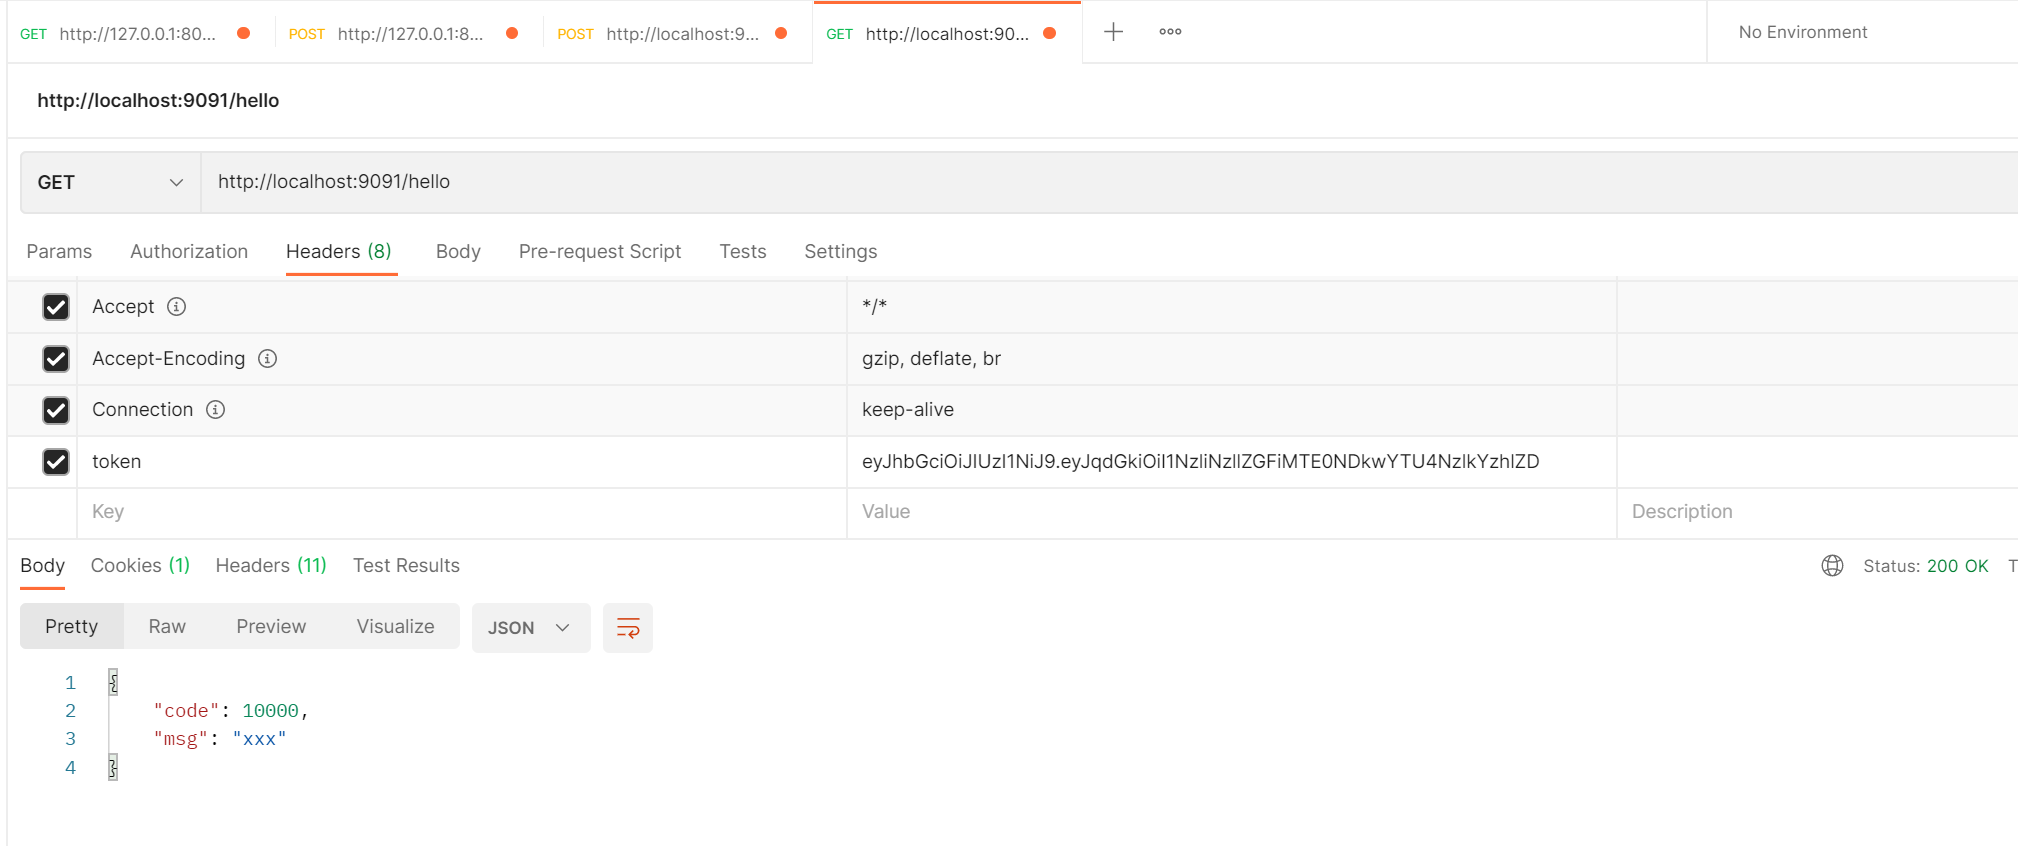 GET http://127.0.0.1:80... POST http://127.0.0.1:8... POST http://localhost:9... GET http://localhost:90... No Environment
http://localhost:9091/hello
GET http://localhost:9091/hello
Params Authorization Headers (8) Body Pre-request Script Tests Settings
Accept */*
Accept-Encoding gzip, deflate, br
Connection keep-alive
token eyJhbGciOiJIUzI1NiJ9.eyJqdGkiOiI1NzliNzllZGFiMTE0NDkwYTU4NzlkYzhlZD
Key Value Description
Body Cookies (1) Headers (11) Test Results Status: 200 OK T
Pretty Raw Preview Visualize JSON
1 {
2 "code": 10000,
3 "msg": "xxx"
4 }